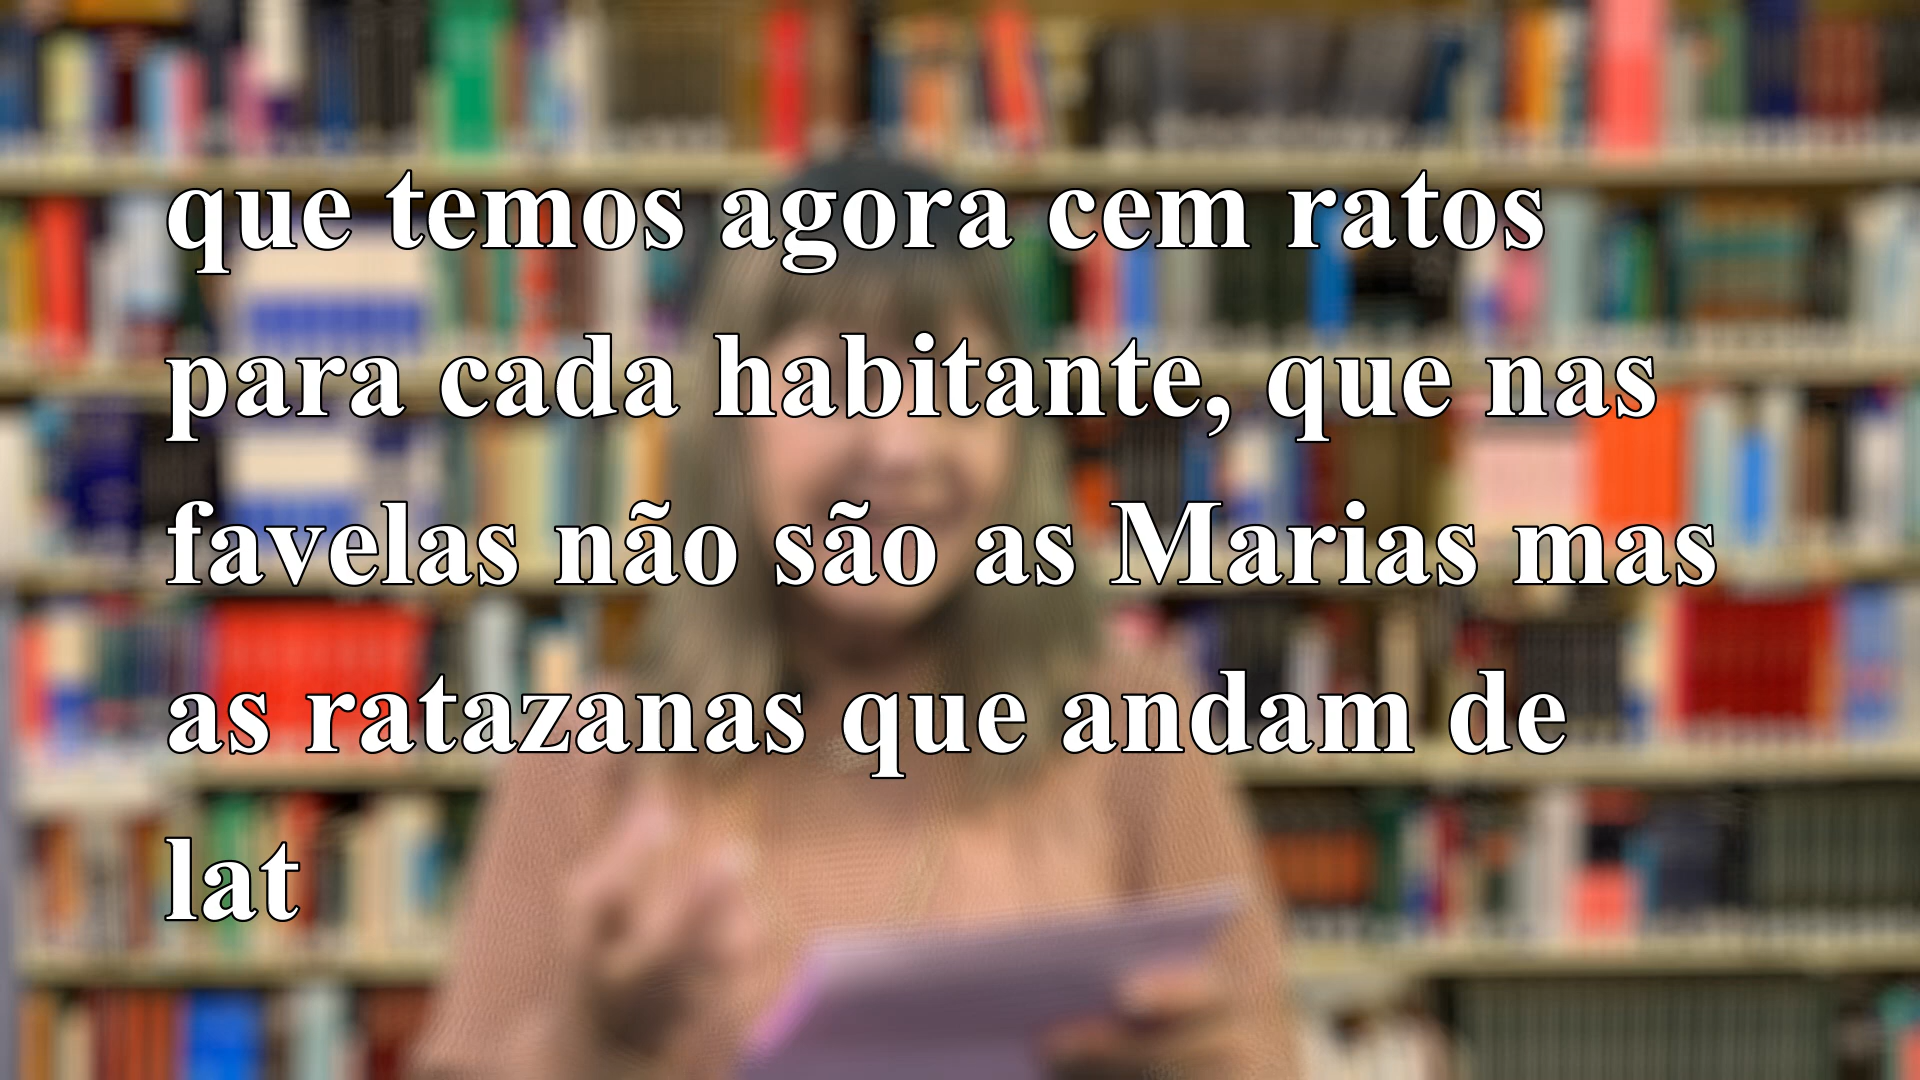 que temos agora cem ratos
para cada habitante, que nas
favelas não são as Marias mas
as ratazanas que andam de
lat